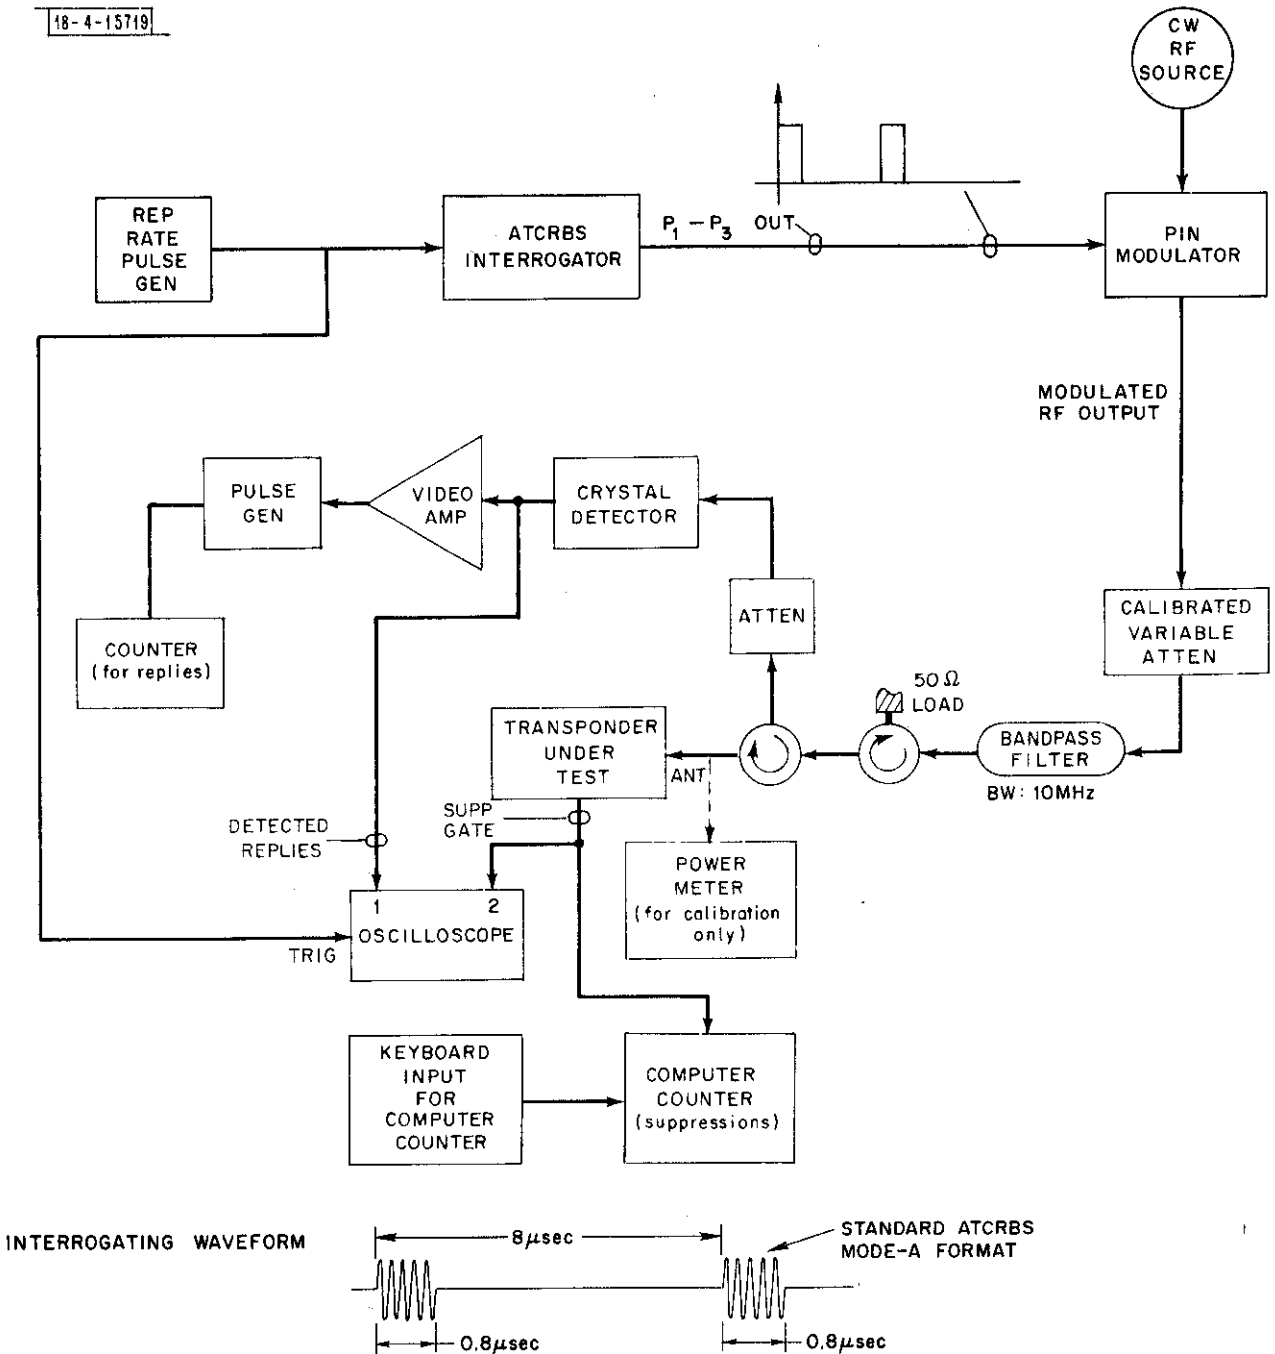 18-4-15719
CW
RF
SOURCE
REP
RATE
PULSE
GEN
ATCRBS
INTERROGATOR
P1 – P3 OUT
PIN
MODULATOR
MODULATED
RF OUTPUT
PULSE
GEN
VIDEO
AMP
CRYSTAL
DETECTOR
ATTEN
CALIBRATED
VARIABLE
ATTEN
COUNTER
(for replies)
50 Ω
LOAD
TRANSPONDER
UNDER
TEST
ANT
BANDPASS
FILTER
BW: 10MHz
SUPP
GATE
DETECTED
REPLIES
POWER
METER
(for calibration
only)
1 2
OSCILLOSCOPE
TRIG
KEYBOARD
INPUT
FOR
COMPUTER
COUNTER
COMPUTER
COUNTER
(suppressions)
INTERROGATING WAVEFORM
8μsec
STANDARD ATCRBS
MODE-A FORMAT
0.8μsec
0.8μsec